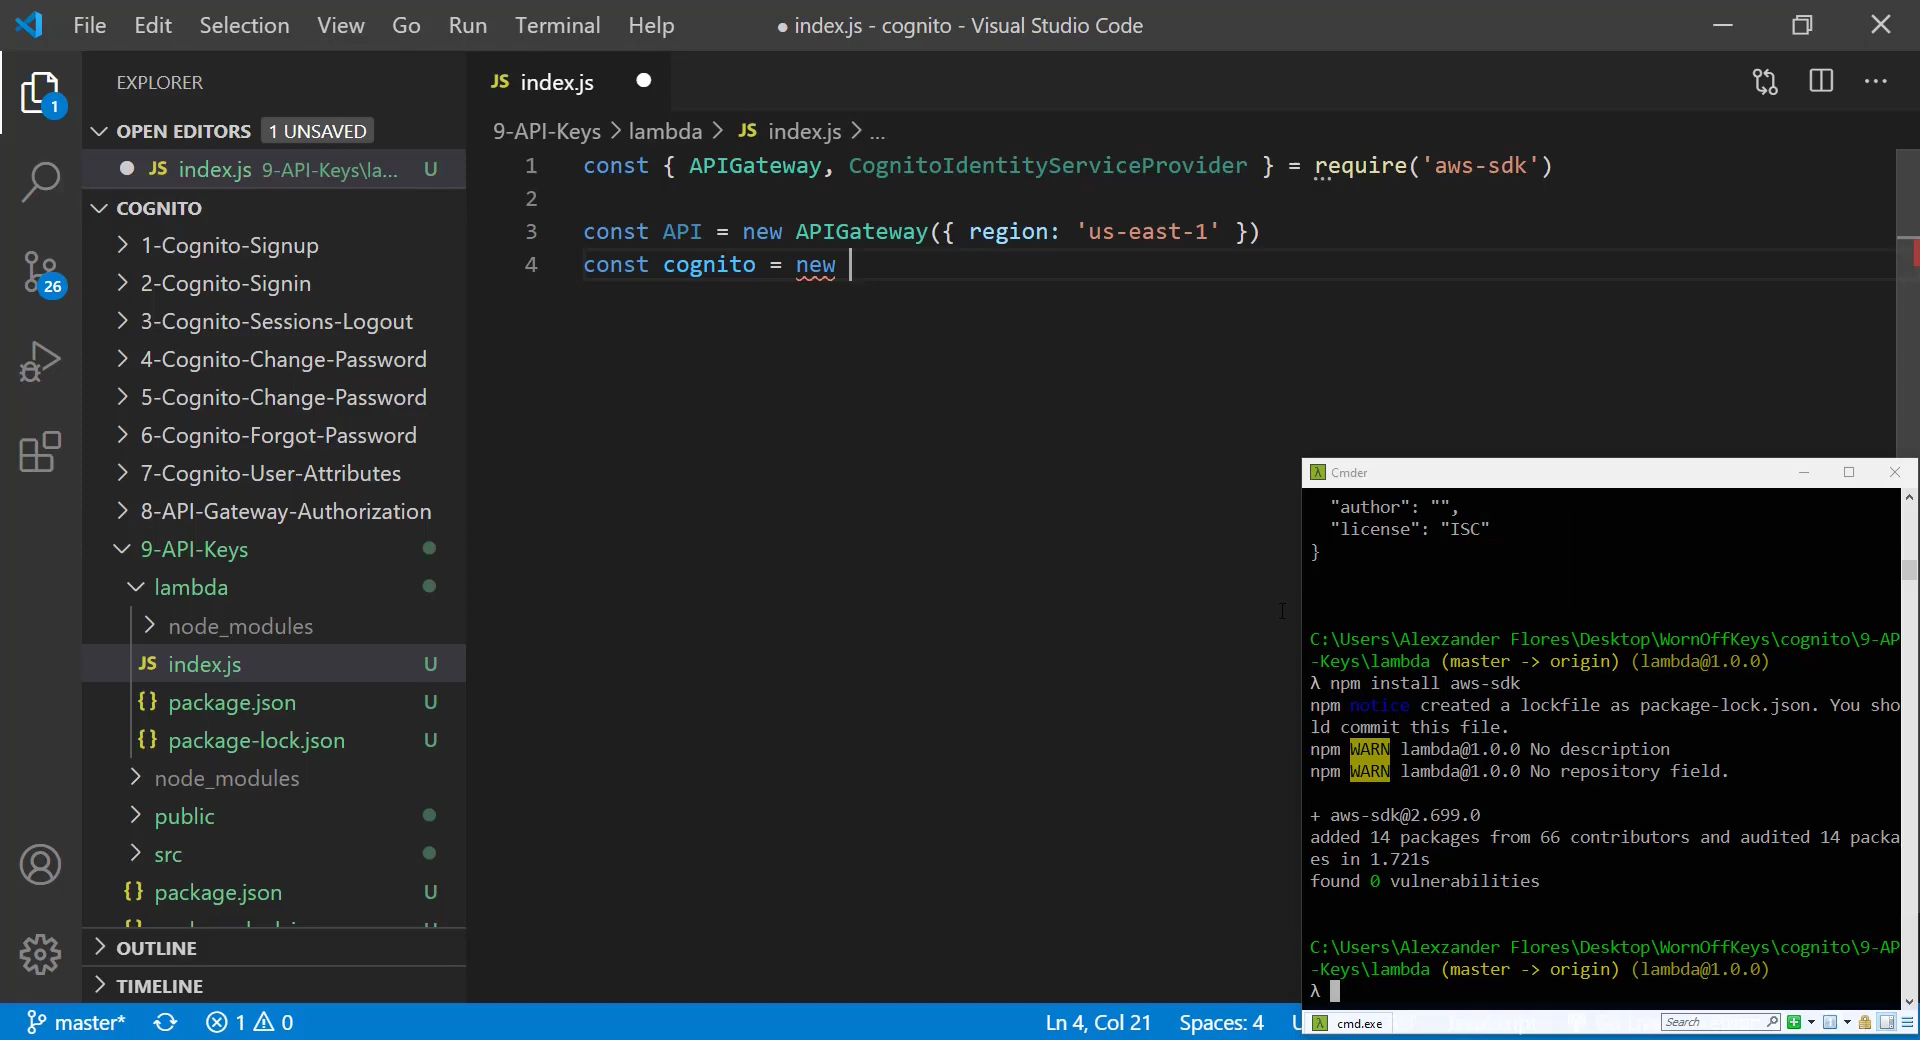 File Edit Selection View Go Run Terminal Help
● index.js - cognito - Visual Studio Code
1
EXPLORER
OPEN EDITORS 1 UNSAVED
JS index.js 9-API-Keys\la... U
COGNITO
1-Cognito-Signup
2-Cognito-Signin
3-Cognito-Sessions-Logout
4-Cognito-Change-Password
5-Cognito-Change-Password
6-Cognito-Forgot-Password
7-Cognito-User-Attributes
8-API-Gateway-Authorization
9-API-Keys
lambda
node_modules
JS index.js U
{} package.json U
{} package-lock.json U
node_modules
public
src
{} package.json U
OUTLINE
TIMELINE
26
JS index.js
9-API-Keys > lambda > JS index.js > ...
1 const { APIGateway, CognitoIdentityServiceProvider } = require('aws-sdk')
2
3 const API = new APIGateway({ region: 'us-east-1' })
4 const cognito = new
Cmder
"author": "",
"license": "ISC"
}
C:\Users\Alexzander Flores\Desktop\WornOffKeys\cognito\9-AP
-Keys\lambda (master -> origin) (lambda@1.0.0)
λ npm install aws-sdk
npm notice created a lockfile as package-lock.json. You sho
ld commit this file.
npm WARN lambda@1.0.0 No description
npm WARN lambda@1.0.0 No repository field.
+ aws-sdk@2.699.0
added 14 packages from 66 contributors and audited 14 packa
es in 1.721s
found 0 vulnerabilities
C:\Users\Alexzander Flores\Desktop\WornOffKeys\cognito\9-AP
-Keys\lambda (master -> origin) (lambda@1.0.0)
λ
cmd.exe
Search
master* 1 0
Ln 4, Col 21 Spaces: 4